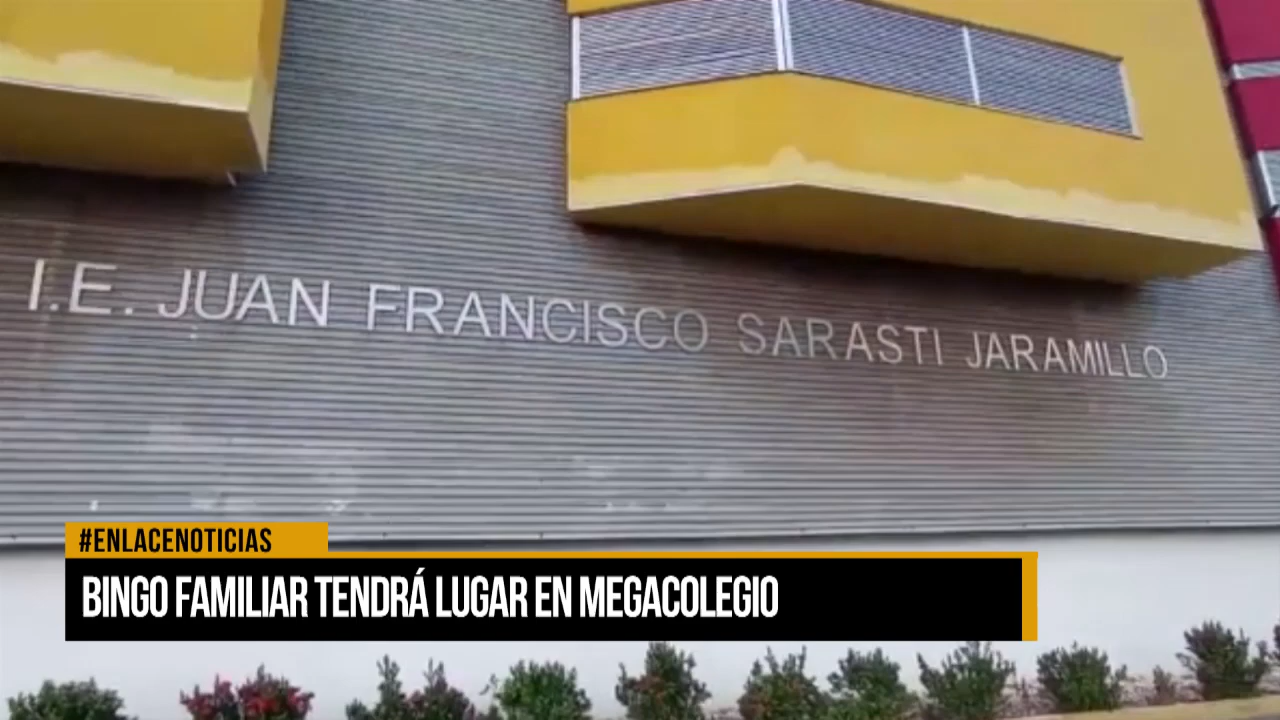 I.E. JUAN FRANCISCO SARASTI JARAMILLO
#ENLACENOTICIAS
BINGO FAMILIAR TENDRÁ LUGAR EN MEGACOLEGIO